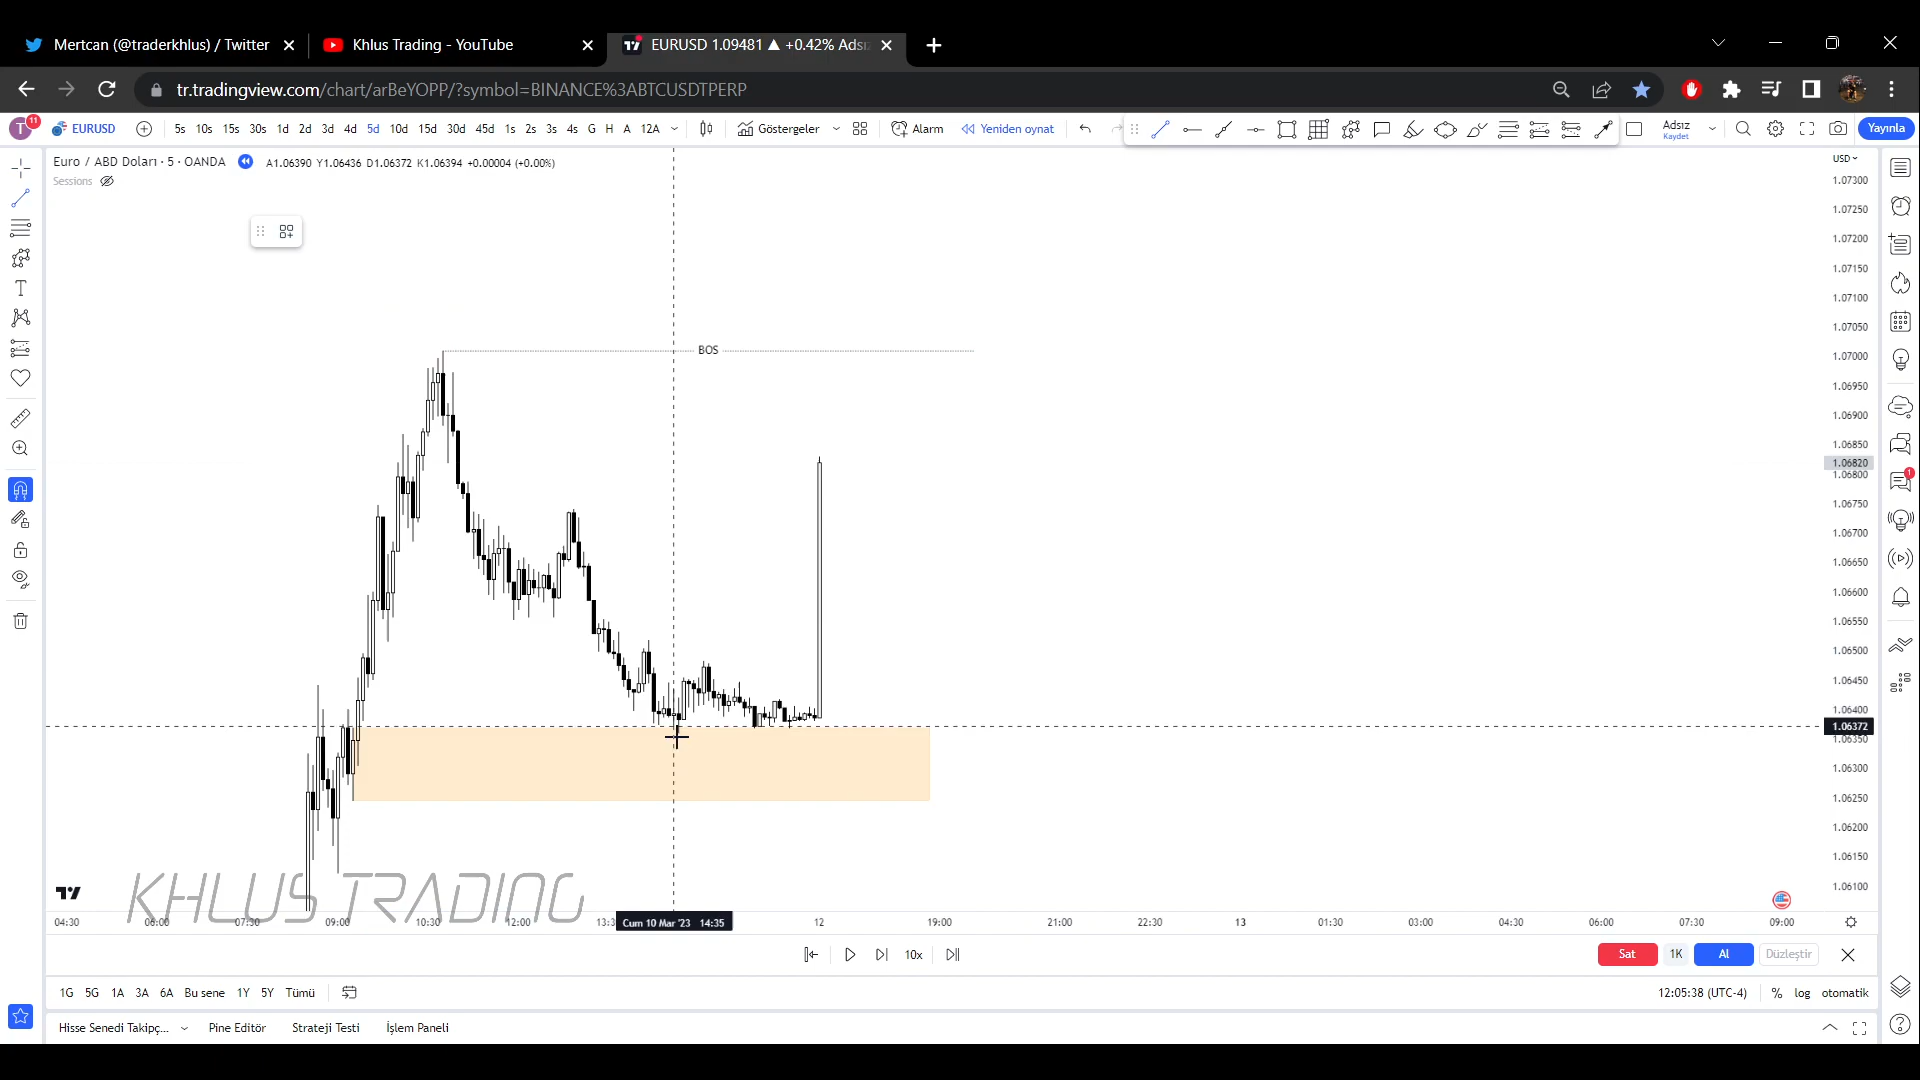 Mertcan (@traderkhlus) / Twitter
Khlus Trading - YouTube
EURUSD 1.09481 ▲ +0.42% Adsız
tr.tradingview.com/chart/arBeYOPP/?symbol=BINANCE%3ABTCUSDTPERP
T 11 EURUSD 5s 10s 15s 30s 1d 2d 3d 4d 5d 10d 15d 30d 45d 1s 2s 3s 4s G H A 12A Göstergeler Alarm Yeniden oynat Adsız Kaydet Yayınla
Euro / ABD Doları · 5 · OANDA A1.06390 Y1.06436 D1.06372 K1.06394 +0.00004 (+0.00%)
Sessions
USD
1.07300
1.07250
1.07200
1.07150
1.07100
1.07050
BOS
1.07000
1.06950
1.06900
1.06850
1.06820
1.06800
1.06750
1.06700
1.06650
1.06600
1.06550
1.06500
1.06450
1.06400
1.06372
1.06350
1.06300
1.06250
1.06200
1.06150
1.06100
KHLUS TRADING
04:30 06:00 07:30 09:00 10:30 12:00 13:3 Cum 10 Mar '23 14:35 12 19:00 21:00 22:30 13 01:30 03:00 04:30 06:00 07:30 09:00
10x Sat 1K Al Düzleştir
1G 5G 1A 3A 6A Bu sene 1Y 5Y Tümü 12:05:38 (UTC-4) % log otomatik
Hisse Senedi Takipç... Pine Editör Strateji Testi İşlem Paneli